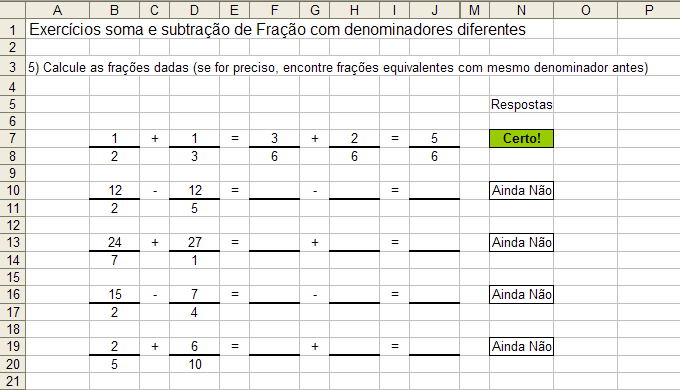 A B C D E F G H I J M N O P
1 Exercícios soma e subtração de Fração com denominadores diferentes
2
3 5) Calcule as frações dadas (se for preciso, encontre frações equivalentes com mesmo denominador antes)
4
5 Respostas
6
7 1 + 1 = 3 + 2 = 5 Certo!
8 2 3 6 6 6
9
10 12 - 12 = - = Ainda Não
11 2 5
12
13 24 + 27 = + = Ainda Não
14 7 1
15
16 15 - 7 = - = Ainda Não
17 2 4
18
19 2 + 6 = + = Ainda Não
20 5 10
21